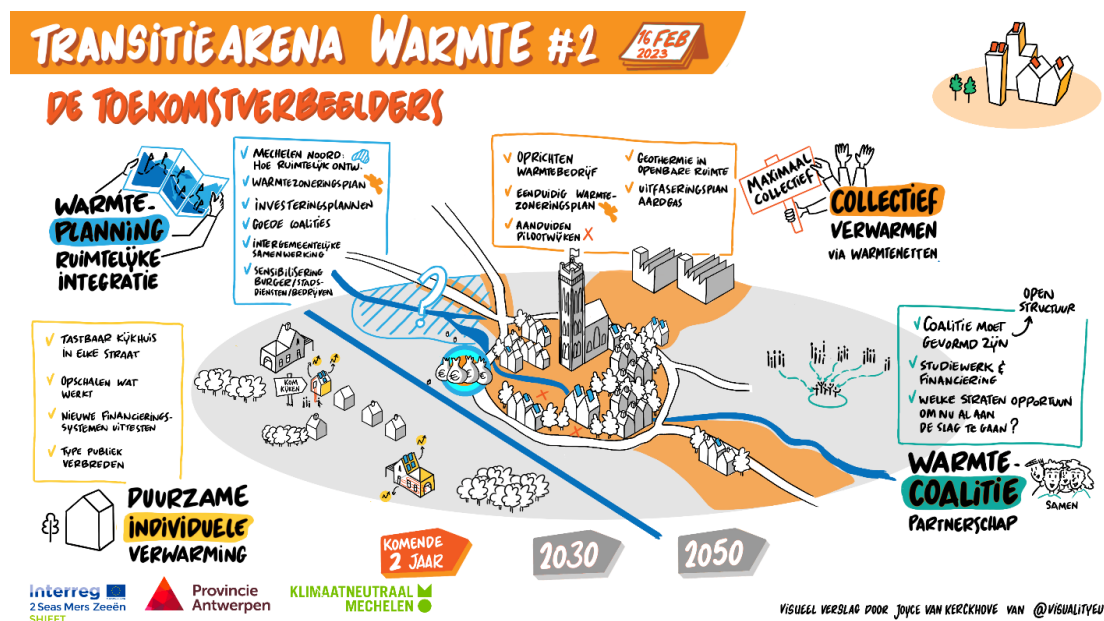 TRANSITIEARENA WARMTE #2
16 FEB
2023
DE TOEKOMSTVERBEELDERS
WARMTE-
PLANNING
RUIMTELIJKE
INTEGRATIE
✓ MECHELEN NOORD:
HOE RUIMTELIJK ONTW.
✓ WARMTEZONERINGSPLAN
✓ INVESTERINGSPLANNEN
✓ GOEDE COALITIES
✓ INTERGEMEENTELIJKE
SAMENWERKING
✓ SENSIBILISERING
BURGER/STADS-
DIENSTEN/BEDRIJVEN
✓ OPRICHTEN
WARMTEBEDRIJF
✓ EENDUIDIG WARMTE-
ZONERINGSPLAN
✓ AANDUIDEN
PILOOTWIJKEN X
✓ GEOTHERMIE IN
OPENBARE RUIMTE
✓ UITFASERINGSPLAN
AARDGAS
MAXIMAAL
COLLECTIEF
COLLECTIEF
VERWARMEN
VIA WARMTENETTEN
✓ TASTBAAR KIJKHUIS
IN ELKE STRAAT
✓ OPSCHALEN WAT
WERKT
✓ NIEUWE FINANCIERINGS-
SYSTEMEN UITTESTEN
✓ TYPE PUBLIEK
VERBREDEN
DUURZAME
INDIVIDUELE
VERWARMING
?
KOM
KIJKEN
€ € € €
OPEN
STRUCTUUR
✓ COALITIE MOET
GEVORMD ZIJN
✓ STUDIEWERK &
FINANCIERING
✓ WELKE STRATEN OPPORTUUN
OM NU AL AAN
DE SLAG TE GAAN?
WARMTE-
COALITIE
PARTNERSCHAP
SAMEN
KOMENDE
2 JAAR
2030
2050
Interreg
2 Seas Mers Zeeën
SHIFFT
Provincie
Antwerpen
KLIMAATNEUTRAAL
MECHELEN
VISUEEL VERSLAG DOOR JOYCE VAN KERCKHOVE VAN @VISUALITYEU